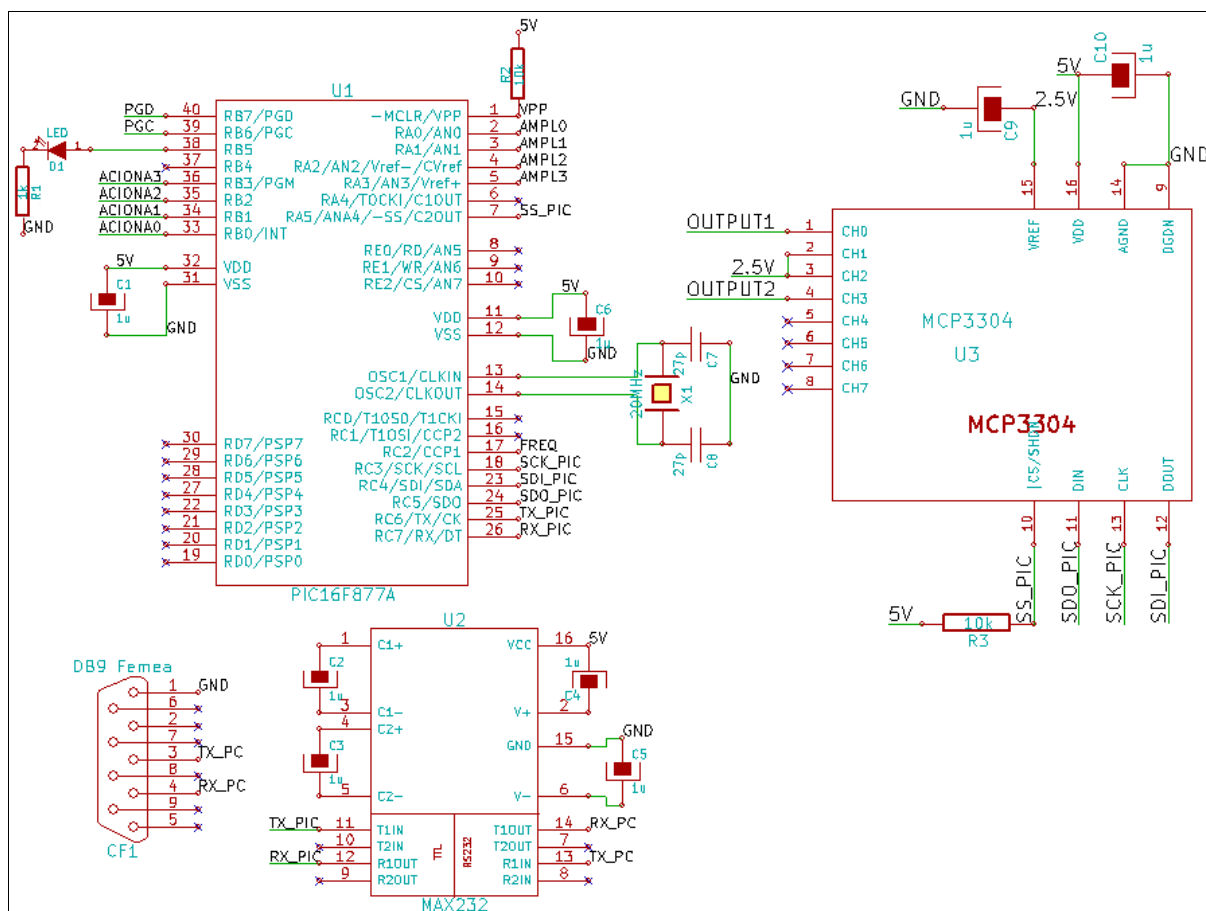 U1
PIC16F877A
5V
R2
10k
PGD 40 RB7/PGD
PGC 39 RB6/PGC
38 RB5
37 RB4
ACIONA3 36 RB3/PGM
ACIONA2 35 RB2
ACIONA1 34 RB1
ACIONA0 33 RB0/INT
32 VDD
31 VSS
30 RD7/PSP7
29 RD6/PSP6
28 RD5/PSP5
27 RD4/PSP4
22 RD3/PSP3
21 RD2/PSP2
20 RD1/PSP1
19 RD0/PSP0
-MCLR/VPP 1 VPP
RA0/AN0 2 AMPL0
RA1/AN1 3 AMPL1
RA2/AN2/Vref-/CVref 4 AMPL2
RA3/AN3/Vref+ 5 AMPL3
RA4/T0CKI/C1OUT 6
RA5/ANA4/-SS/C2OUT 7 SS_PIC
RE0/RD/AN5 8
RE1/WR/AN6 9
RE2/CS/AN7 10
VDD 11
VSS 12
OSC1/CLKIN 13
OSC2/CLKOUT 14
RCD/T1OSO/T1CKI 15
RC1/T1OSI/CCP2 16
RC2/CCP1 17 FREQ
RC3/SCK/SCL 18 SCK_PIC
RC4/SDI/SDA 23 SDI_PIC
RC5/SDO 24 SDO_PIC
RC6/TX/CK 25 TX_PIC
RC7/RX/DT 26 RX_PIC
LED
2 1
D1
1k
R1
GND
5V
C1
1u
GND
5V
C6
1u
GND
20MHz
X1
27p
C7
27p
C8
GND
GND
1u
C9
2.5V
5V
C10
1u
GND
15 VREF
16 VDD
14 AGND
9 DGDN
OUTPUT1 1 CH0
2 CH1
2.5V 3 CH2
OUTPUT2 4 CH3
5 CH4
6 CH5
7 CH6
8 CH7
MCP3304
U3
MCP3304
|CS/SHDN 10 SS_PIC
DIN 11 SDO_PIC
CLK 13 SCK_PIC
DOUT 12 SDI_PIC
5V
10k
R3
U2
1 C1+
3 C1-
4 C2+
5 C2-
C2
1u
C3
1u
VCC 16 5V
V+ 2
GND 15 GND
V- 6
1u
C4
C5
1u
TX_PIC 11 T1IN
10 T2IN
RX_PIC 12 R1OUT
9 R2OUT
TTL
RS232
T1OUT 14 RX_PC
T2OUT 7
R1IN 13 TX_PC
R2IN 8
MAX232
DB9 Femea
1 GND
6
2
7
3 TX_PC
8
4 RX_PC
9
5
CF1